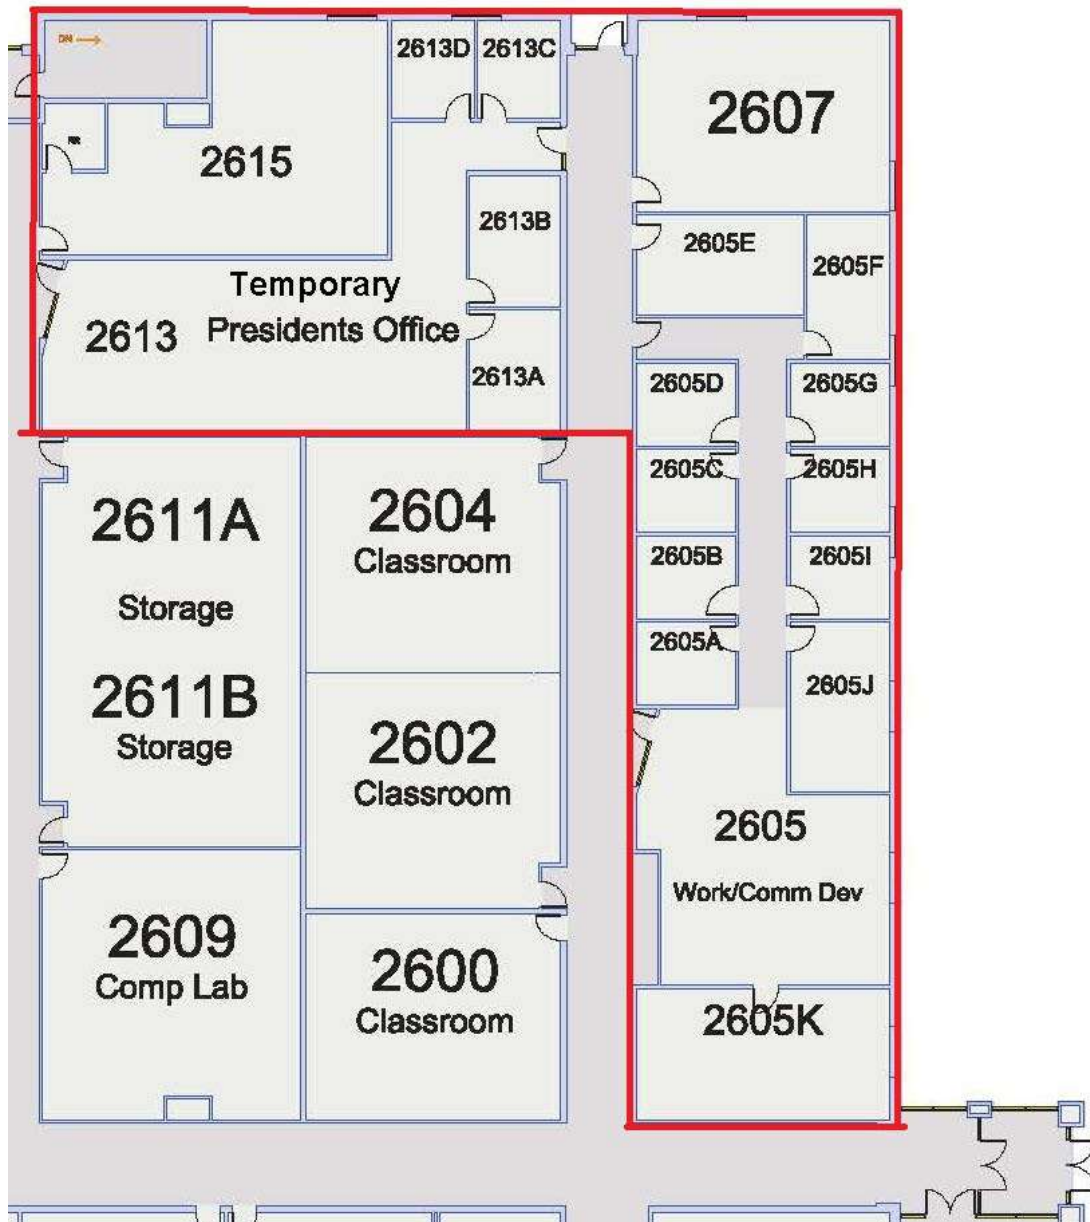 DN
2613D
2613C
2607
2615
2613B
2605E
2605F
Temporary
2613
Presidents Office
2613A
2605D
2605G
2605C
2605H
2611A
2604
Classroom
2605B
2605I
Storage
2605A
2611B
2605J
Storage
2602
Classroom
2605
Work/Comm Dev
2609
Comp Lab
2600
Classroom
2605K